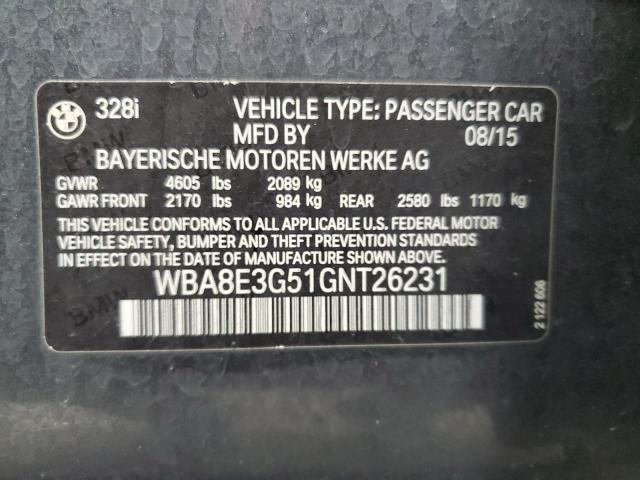 328i VEHICLE TYPE: PASSENGER CAR
MFD BY 08/15
BAYERISCHE MOTOREN WERKE AG
GVWR 4605 lbs 2089 kg
GAWR FRONT 2170 lbs 984 kg REAR 2580 lbs 1170 kg
THIS VEHICLE CONFORMS TO ALL APPLICABLE U.S. FEDERAL MOTOR
VEHICLE SAFETY, BUMPER AND THEFT PREVENTION STANDARDS
IN EFFECT ON THE DATE OF MANUFACTURE SHOWN ABOVE.
WBA8E3G51GNT26231
2 122 606
BMW